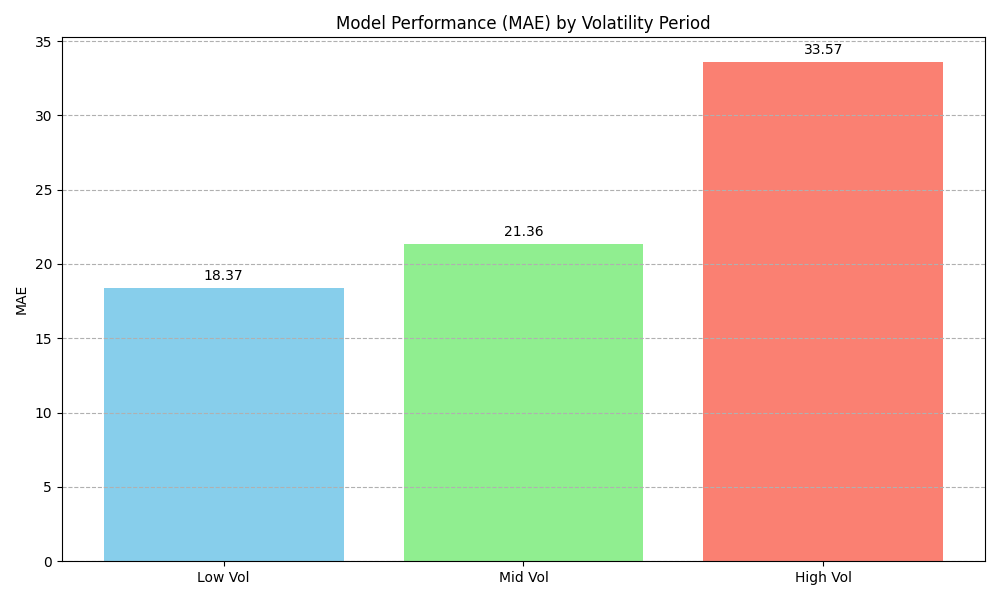 Model Performance (MAE) by Volatility Period
35
33.57
30
25
21.36
20
18.37
MAE
15
10
5
0
Low Vol
Mid Vol
High Vol